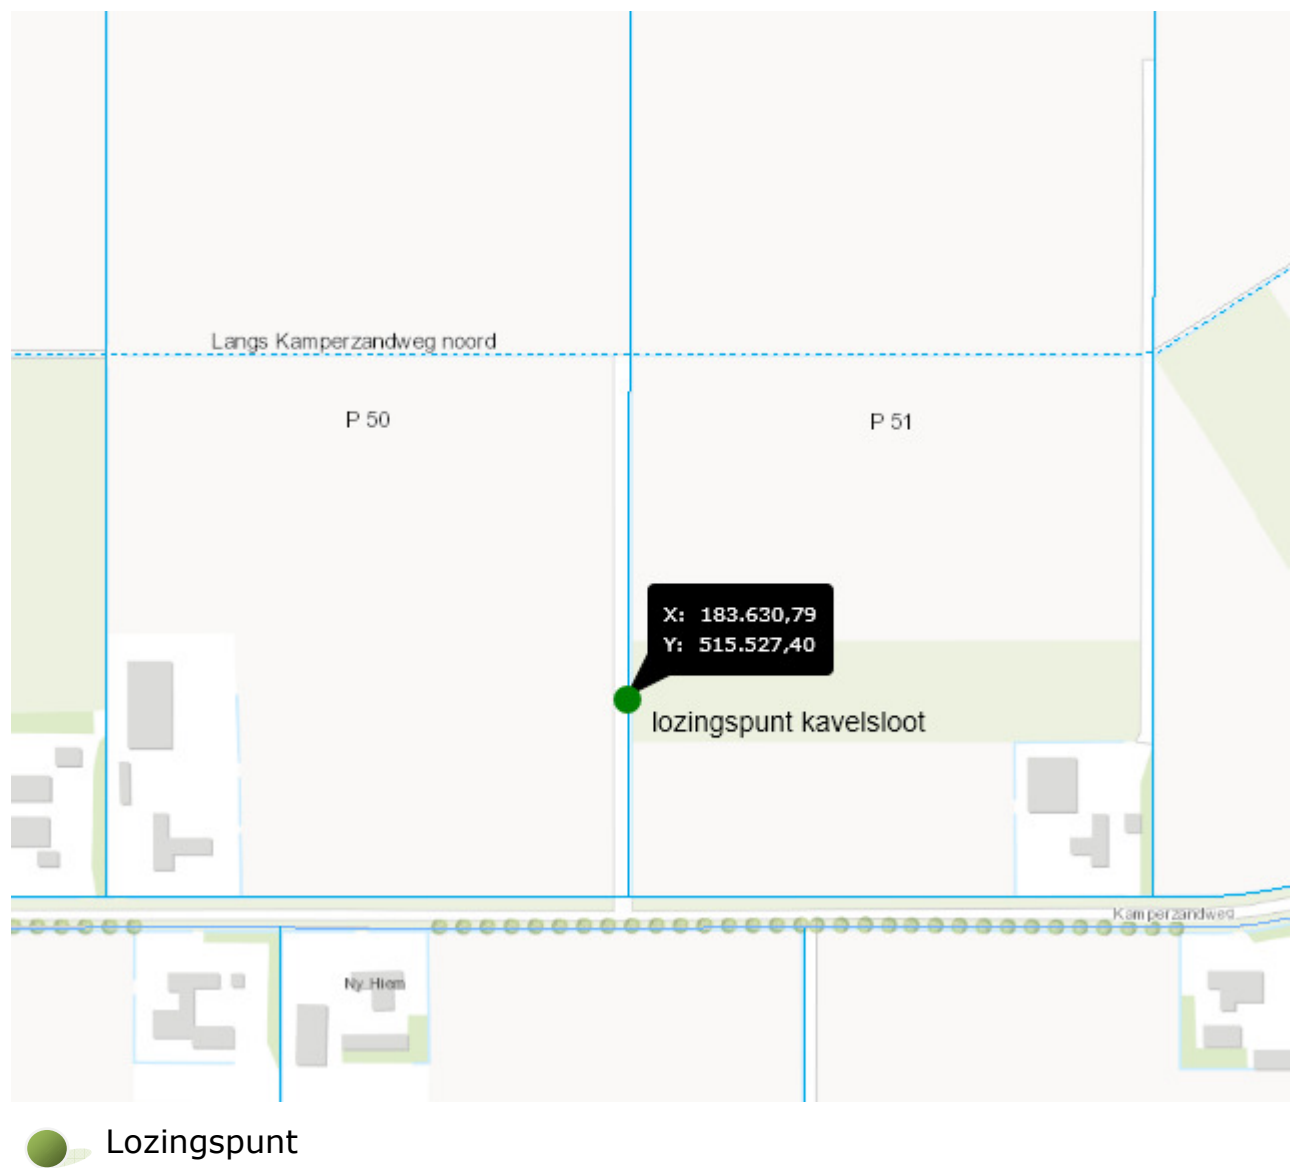 Langs Kamperzandweg noord
P 50
P 51
X: 183.630,79
Y: 515.527,40
lozingspunt kavelsloot
Kamperzandweg
Ny Hiem
Lozingspunt